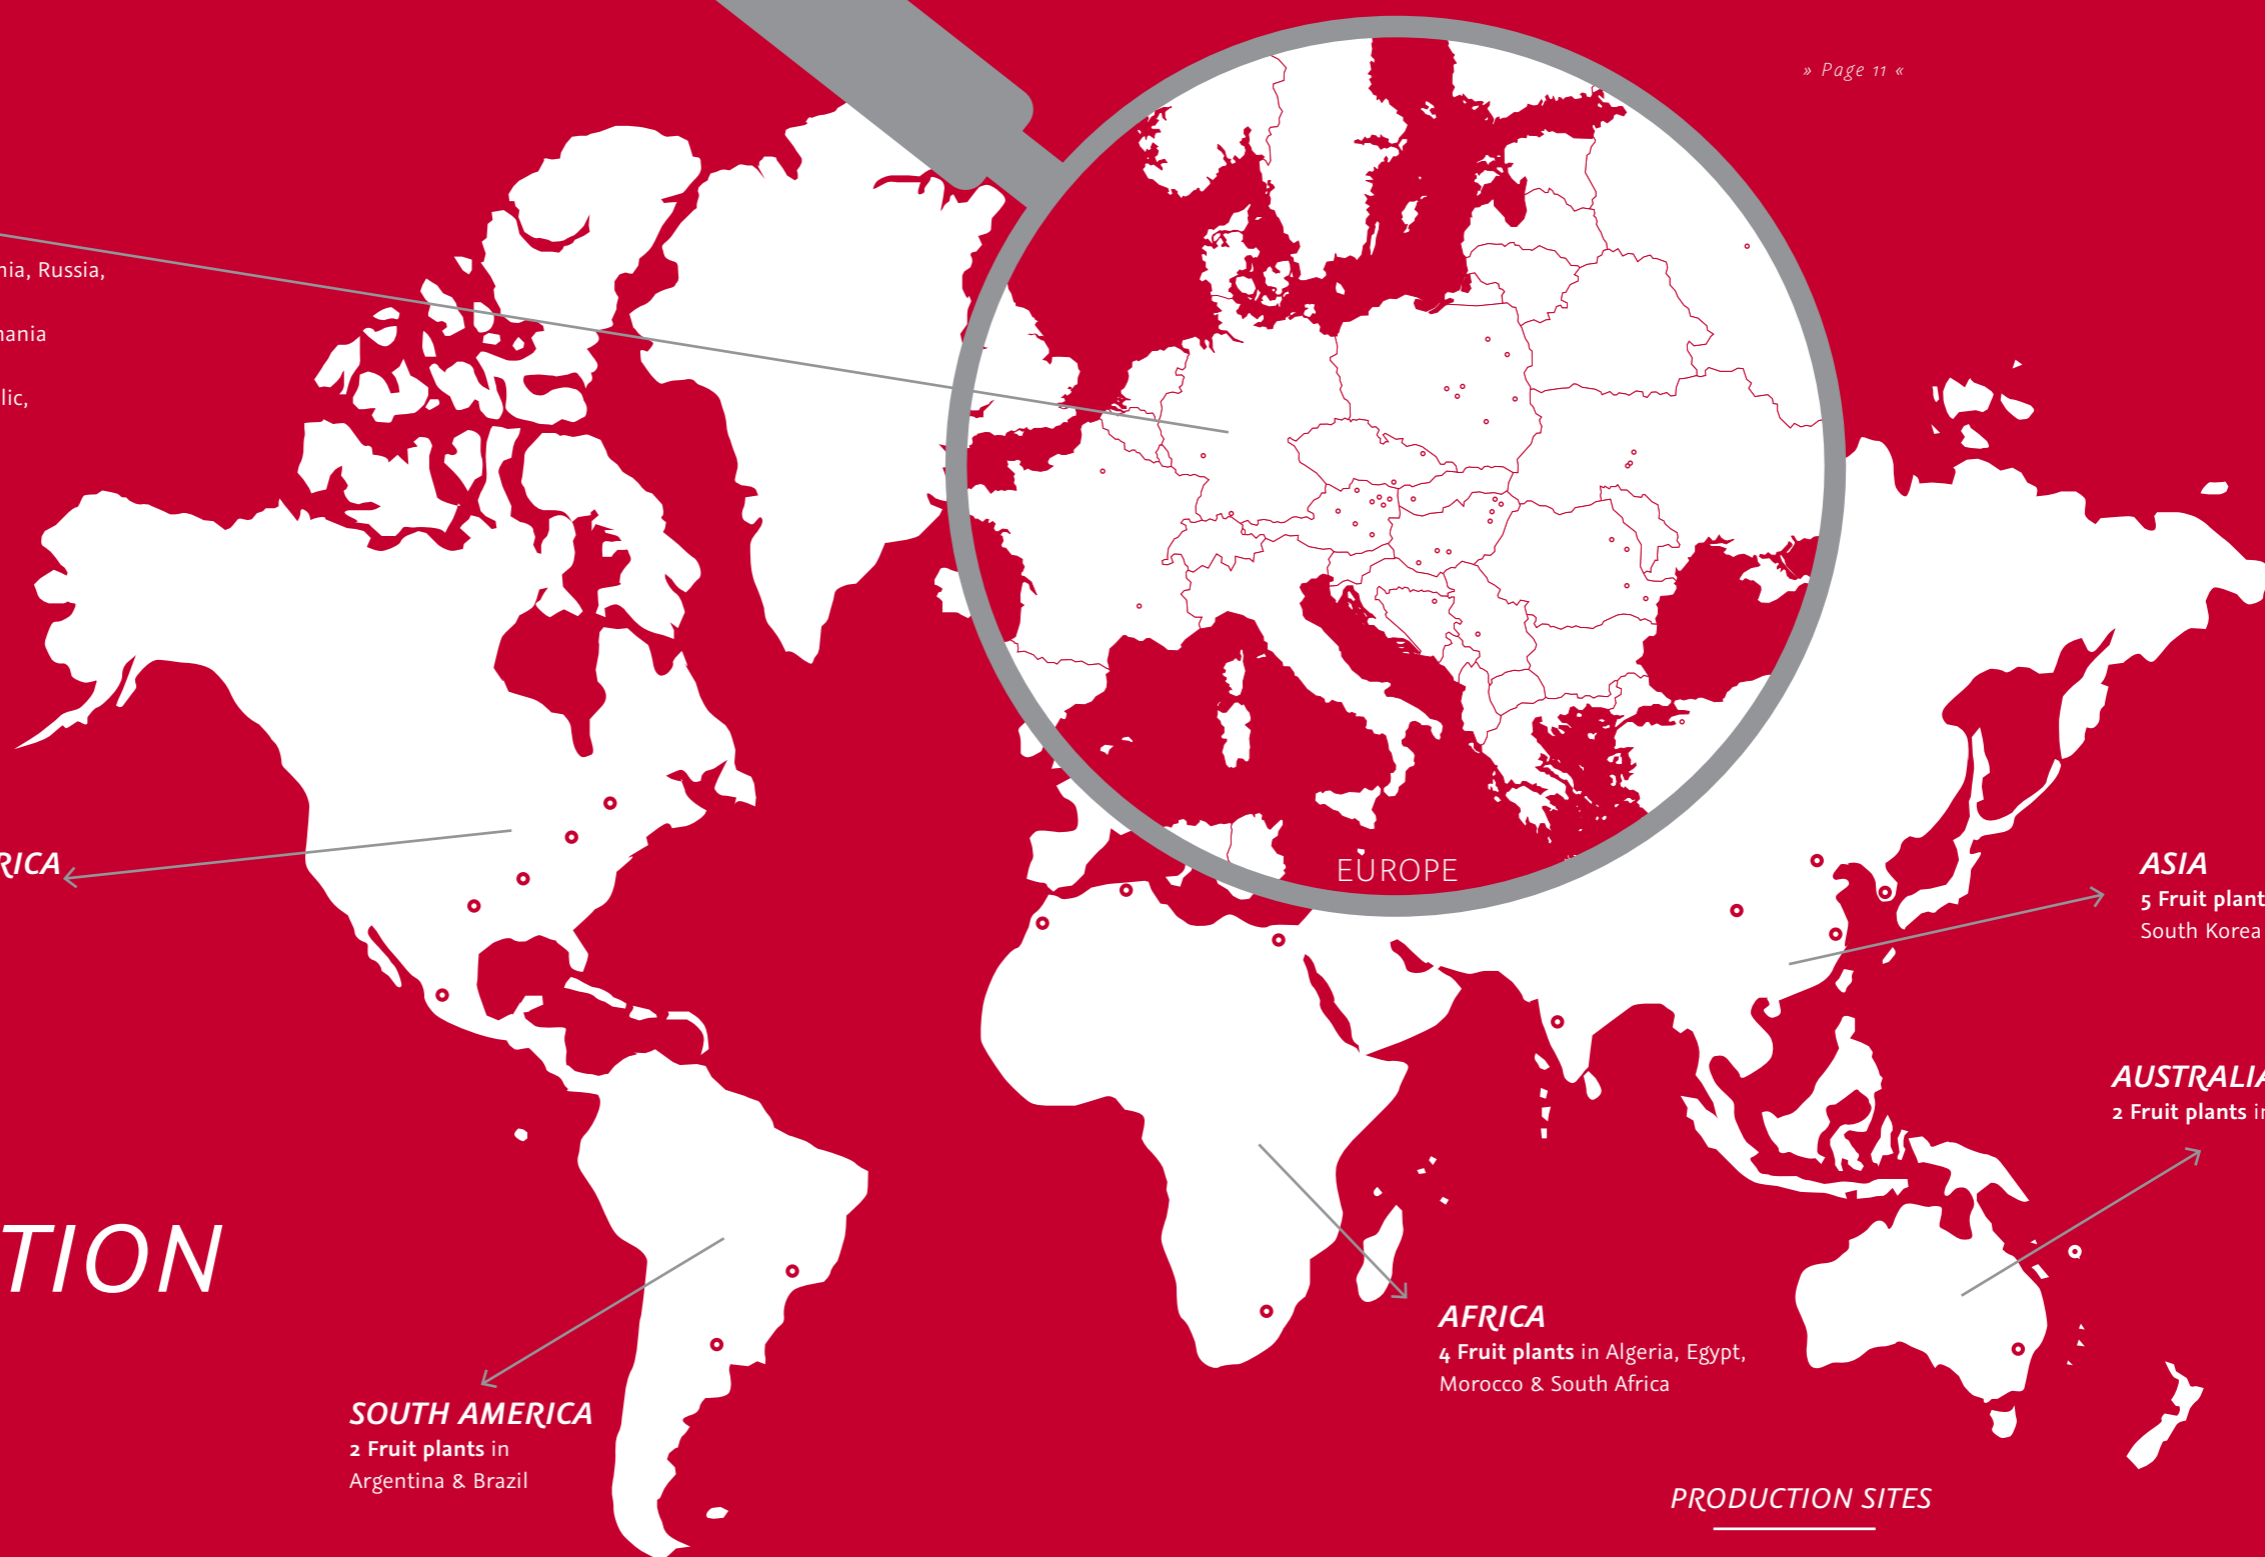 » Page 11 «
nia, Russia,
nania
lic,
EUROPE
RICA
ASIA
5 Fruit plant
South Korea
AUSTRALIA
2 Fruit plants in
TION
AFRICA
4 Fruit plants in Algeria, Egypt,
Morocco & South Africa
SOUTH AMERICA
2 Fruit plants in
Argentina & Brazil
PRODUCTION SITES